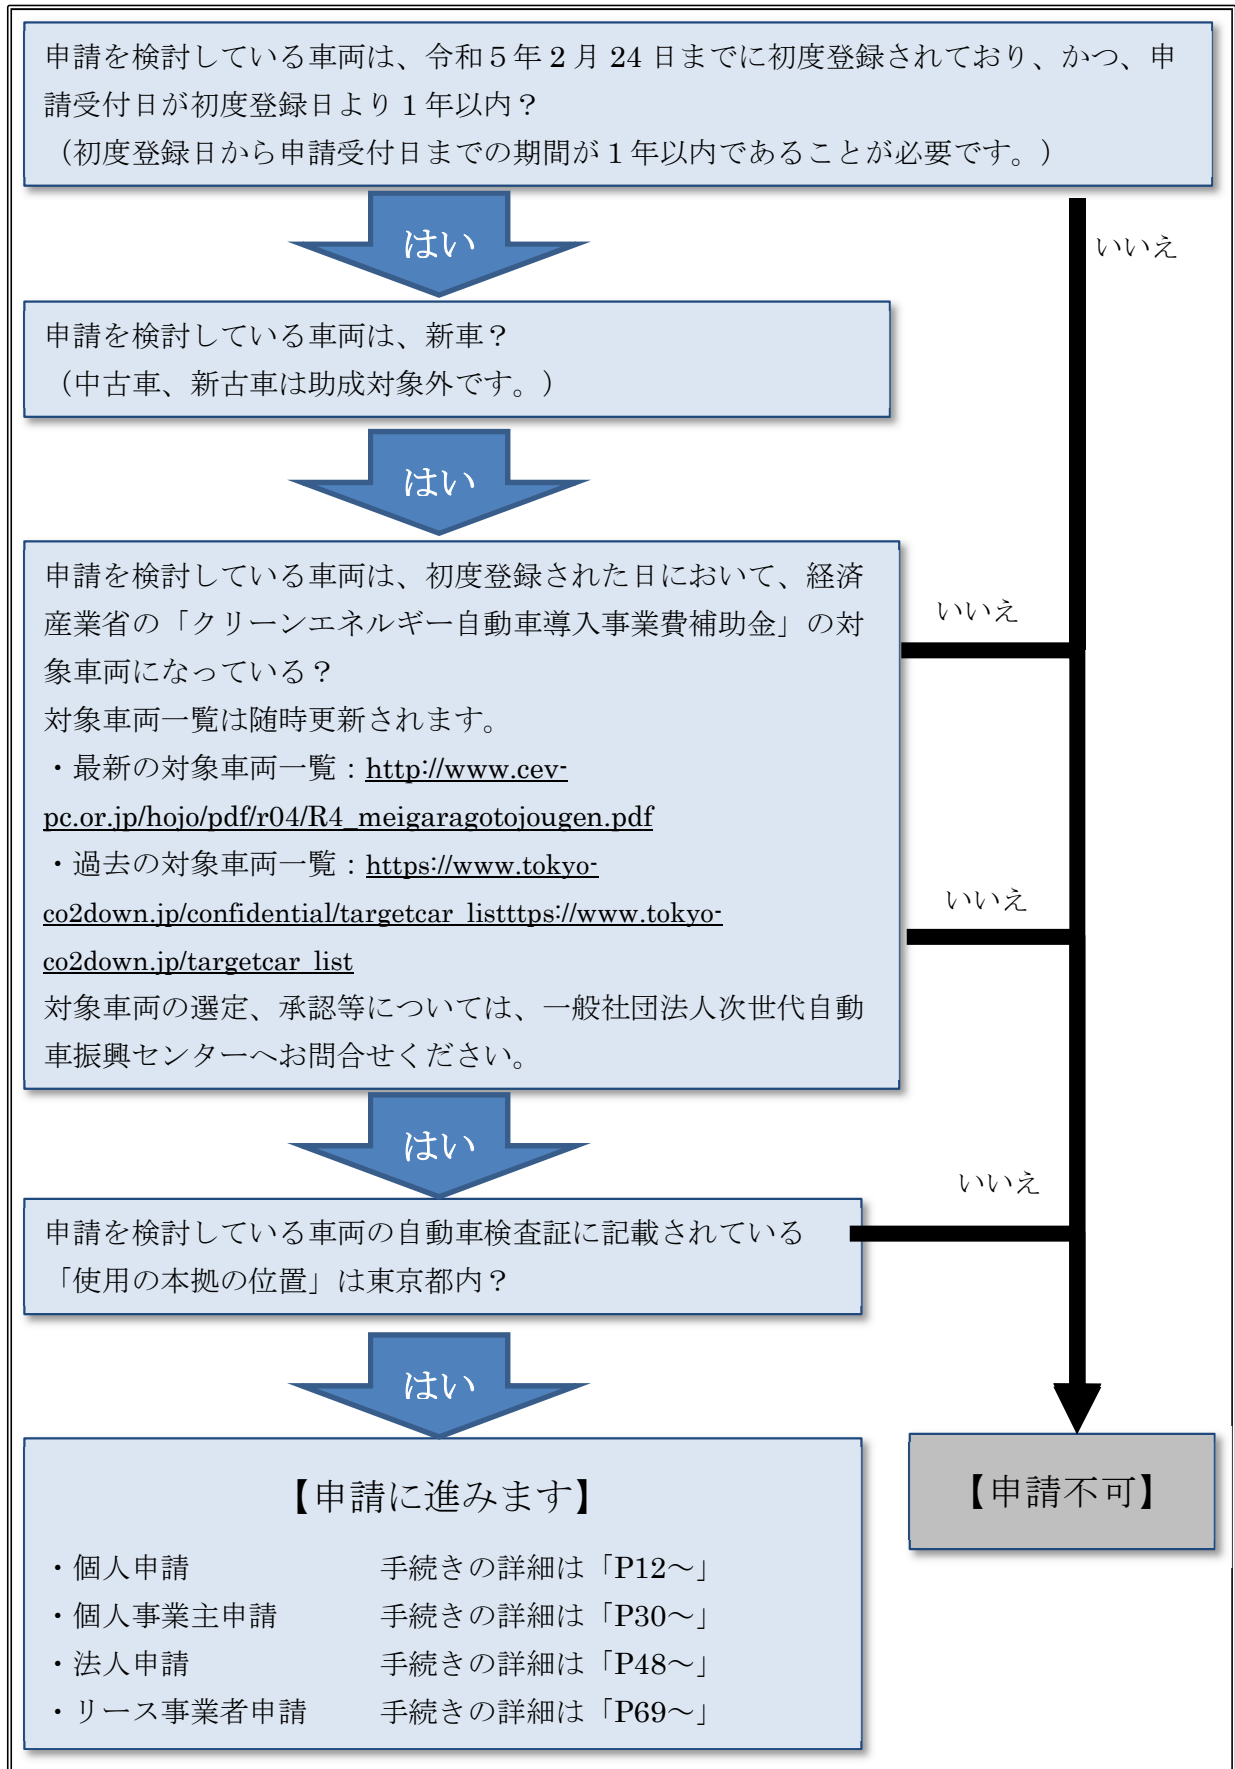 申請を検討している車両は、令和５年２月 24 日までに初度登録されており、かつ、申
請受付日が初度登録日より１年以内？
（初度登録日から申請受付日までの期間が１年以内であることが必要です。）
はい
いいえ
申請を検討している車両は、新車？
（中古車、新古車は助成対象外です。）
はい
申請を検討している車両は、初度登録された日において、経済
産業省の「クリーンエネルギー自動車導入事業費補助金」の対
象車両になっている？
対象車両一覧は随時更新されます。
・最新の対象車両一覧：http://www.cev-
pc.or.jp/hojo/pdf/r04/R4_meigaragotojougen.pdf
・過去の対象車両一覧：https://www.tokyo-
co2down.jp/confidential/targetcar_listttps://www.tokyo-
co2down.jp/targetcar_list
対象車両の選定、承認等については、一般社団法人次世代自動
車振興センターへお問合せください。
いいえ
いいえ
はい
いいえ
申請を検討している車両の自動車検査証に記載されている
「使用の本拠の位置」は東京都内？
はい
【申請に進みます】
・個人申請 手続きの詳細は「P12～」
・個人事業主申請 手続きの詳細は「P30～」
・法人申請 手続きの詳細は「P48～」
・リース事業者申請 手続きの詳細は「P69～」
【申請不可】